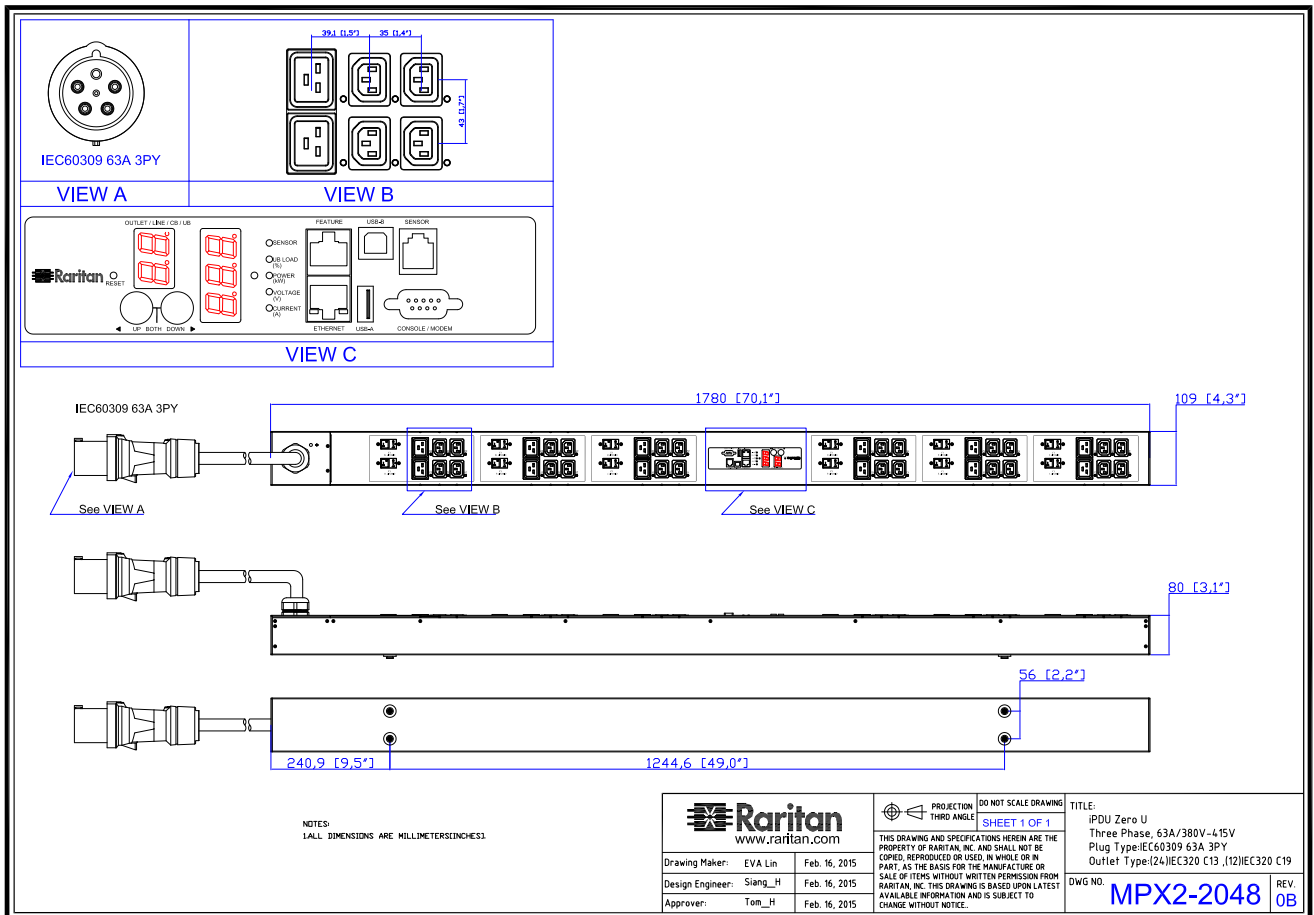 39,1 [1,5"]
35 [1,4"]
43 [1,7"]
IEC60309 63A 3PY
VIEW A
VIEW B
OUTLET / LINE / CB / UB
FEATURE
USB-B
SENSOR
Raritan
RESET
SENSOR
UB LOAD
(%)
POWER
(kW)
VOLTAGE
(V)
CURRENT
(A)
UP BOTH DOWN
ETHERNET
USB-A
CONSOLE / MODEM
VIEW C
IEC60309 63A 3PY
1780 [70,1"]
109 [4,3"]
See VIEW A
See VIEW B
See VIEW C
80 [3,1"]
56 [2,2"]
240,9 [9,5"]
1244,6 [49,0"]
NOTES:
1.ALL DIMENSIONS ARE MILLIMETERS[INCHES].
Raritan
www.raritan.com
Drawing Maker: EVA Lin Feb. 16, 2015
Design Engineer: Siang_H Feb. 16, 2015
Approver: Tom_H Feb. 16, 2015
PROJECTION
THIRD ANGLE
DO NOT SCALE DRAWING
SHEET 1 OF 1
THIS DRAWING AND SPECIFICATIONS HEREIN ARE THE
PROPERTY OF RARITAN, INC. AND SHALL NOT BE
COPIED, REPRODUCED OR USED, IN WHOLE OR IN
PART, AS THE BASIS FOR THE MANUFACTURE OR
SALE OF ITEMS WITHOUT WRITTEN PERMISSION FROM
RARITAN, INC. THIS DRAWING IS BASED UPON LATEST
AVAILABLE INFORMATION AND IS SUBJECT TO
CHANGE WITHOUT NOTICE..
TITLE:
iPDU Zero U
Three Phase, 63A/380V-415V
Plug Type:IEC60309 63A 3PY
Outlet Type:(24)IEC320 C13 ,(12)IEC320 C19
DWG NO. MPX2-2048
REV. 0B